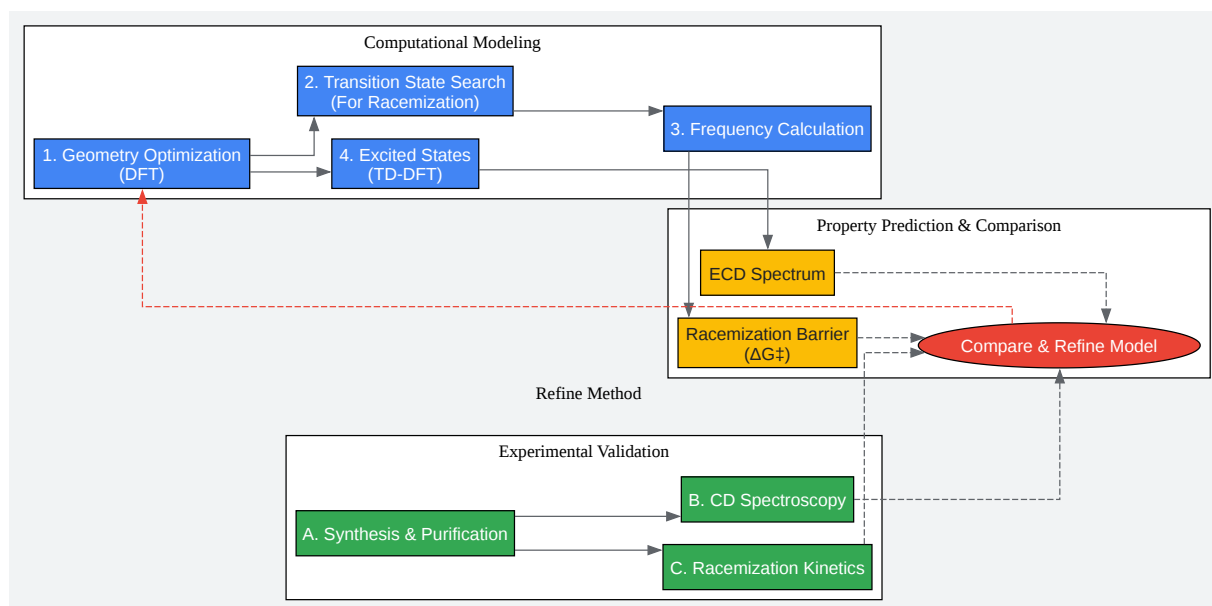 Computational Modeling
2. Transition State Search
(For Racemization)
3. Frequency Calculation
1. Geometry Optimization
(DFT)
4. Excited States
(TD-DFT)
Property Prediction & Comparison
ECD Spectrum
Racemization Barrier
(ΔG‡)
Compare & Refine Model
Refine Method
Experimental Validation
B. CD Spectroscopy
A. Synthesis & Purification
C. Racemization Kinetics